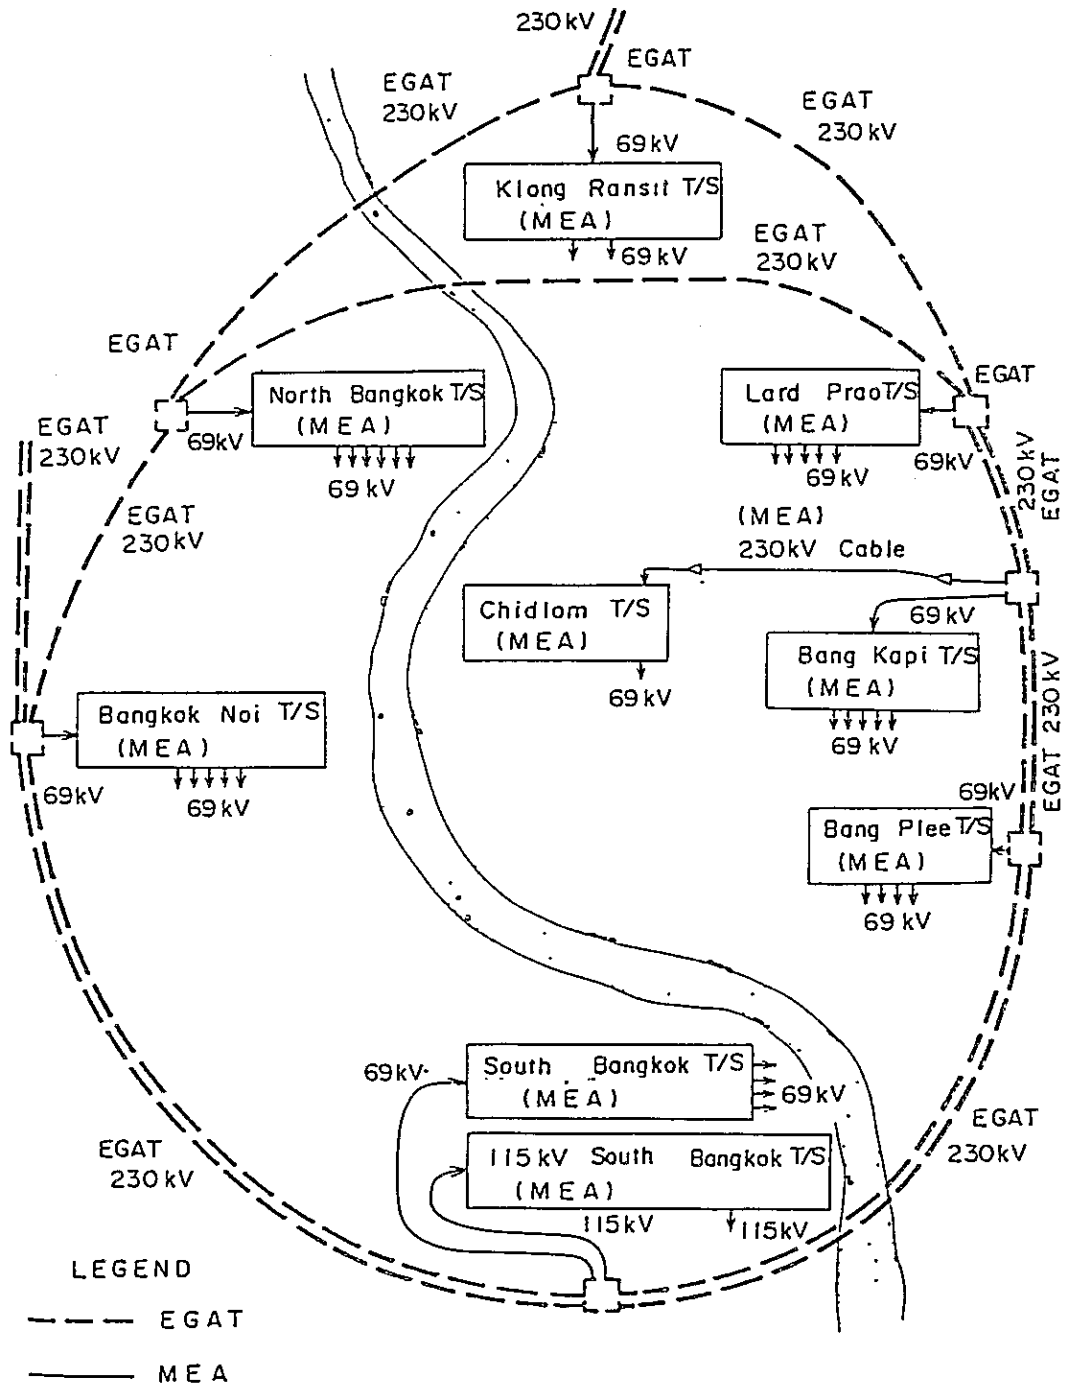 230kV
EGAT
EGAT
230kV
EGAT
230kV
69kV
Klong Ransit T/S
(MEA)
69kV
EGAT
230kV
EGAT
EGAT
North Bangkok T/S
(MEA)
69kV
69kV
Lard Prao T/S
(MEA)
69kV
69kV
EGAT
230kV
EGAT
230kV
230kV
EGAT
(MEA)
230kV Cable
Chidlom T/S
(MEA)
69kV
69kV
Bang Kapi T/S
(MEA)
69kV
EGAT 230kV
Bangkok Noi T/S
(MEA)
69kV
69kV
69kV
Bang Plee T/S
(MEA)
69kV
69kV
South Bangkok T/S
(MEA)
69kV
115kV South Bangkok T/S
(MEA)
115kV
115kV
EGAT
230kV
EGAT
230kV
LEGEND
EGAT
MEA